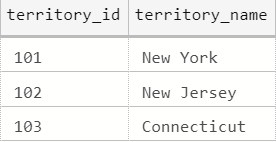 territory_id territory_name
101 New York
102 New Jersey
103 Connecticut